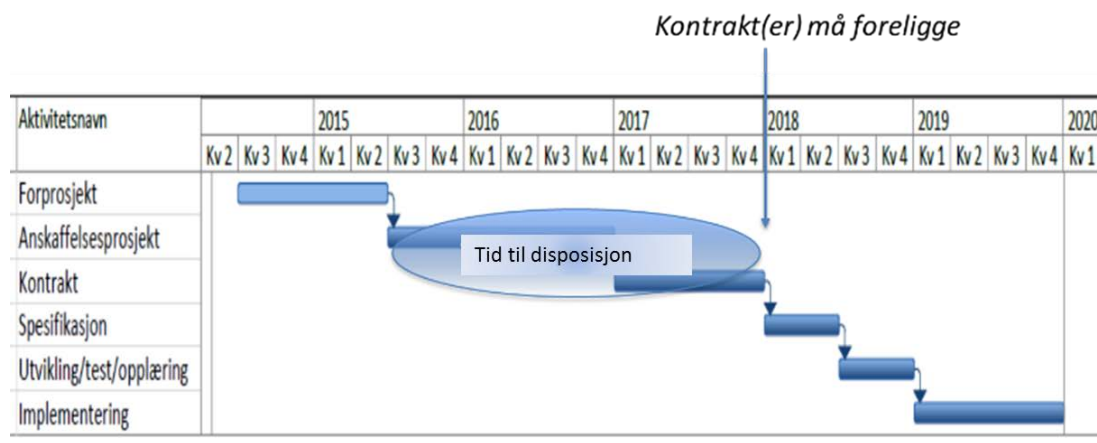 Kontrakt(er) må foreligge
Aktivitetsnavn 2015 2016 2017 2018 2019 2020
Kv 2 Kv 3 Kv 4 Kv 1 Kv 2 Kv 3 Kv 4 Kv 1 Kv 2 Kv 3 Kv 4 Kv 1 Kv 2 Kv 3 Kv 4 Kv 1 Kv 2 Kv 3 Kv 4 Kv 1 Kv 2 Kv 3 Kv 4 Kv 1
Forprosjekt
Anskaffelsesprosjekt
Tid til disposisjon
Kontrakt
Spesifikasjon
Utvikling/test/opplæring
Implementering